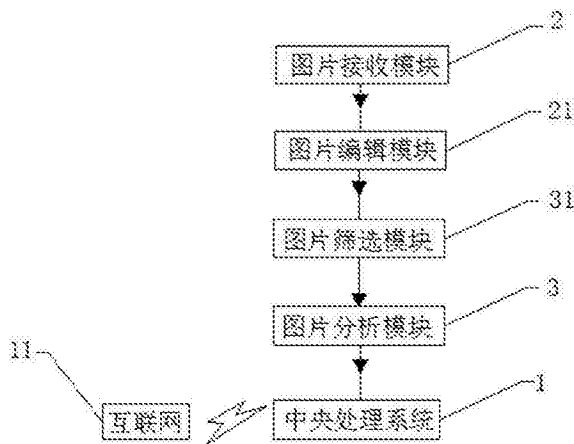 2
图片接收模块
21
图片编辑模块
31
图片筛选模块
3
图片分析模块
11
1
互联网
中央处理系统